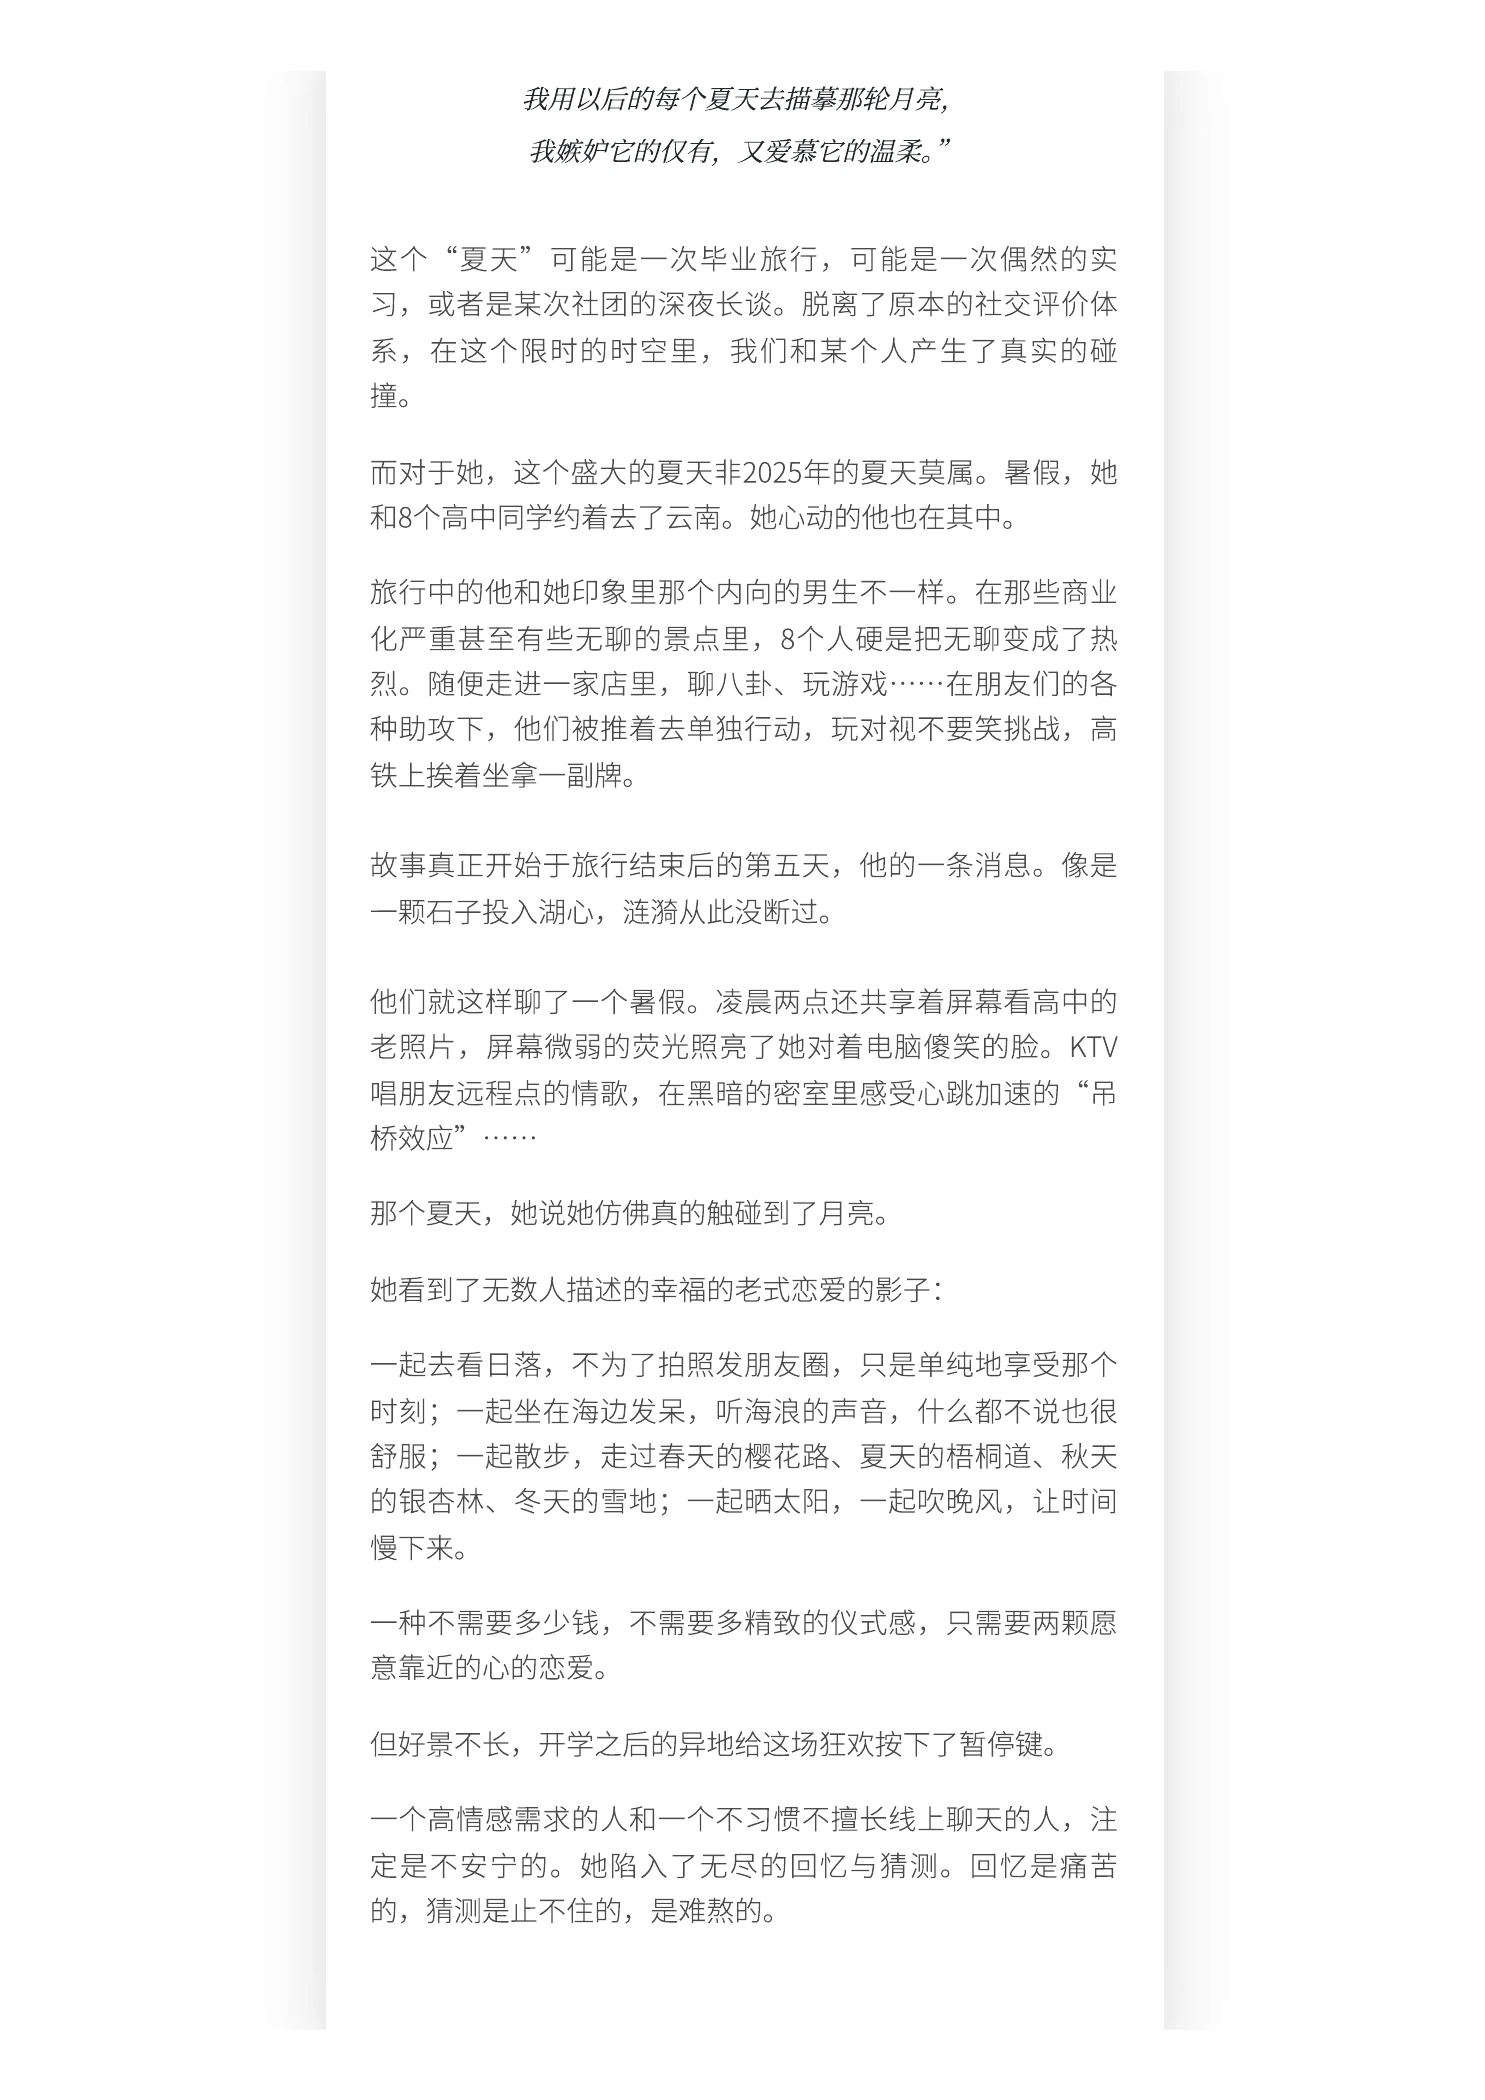 我用以后的每个夏天去描摹那轮月亮，
我嫉妒它的仅有，又爱慕它的温柔。”
这个“夏天”可能是一次毕业旅行，可能是一次偶然的实
习，或者是某次社团的深夜长谈。脱离了原本的社交评价体
系，在这个限时的时空里，我们和某个人产生了真实的碰
撞。
而对于她，这个盛大的夏天非2025年的夏天莫属。暑假，她
和8个高中同学约着去了云南。她心动的他也在其中。
旅行中的他和她印象里那个内向的男生不一样。在那些商业
化严重甚至有些无聊的景点里，8个人硬是把无聊变成了热
烈。随便走进一家店里，聊八卦、玩游戏……在朋友们的各
种助攻下，他们被推着去单独行动，玩对视不要笑挑战，高
铁上挨着坐拿一副牌。
故事真正开始于旅行结束后的第五天，他的一条消息。像是
一颗石子投入湖心，涟漪从此没断过。
他们就这样聊了一个暑假。凌晨两点还共享着屏幕看高中的
老照片，屏幕微弱的荧光照亮了她对着电脑傻笑的脸。KTV
唱朋友远程点的情歌，在黑暗的密室里感受心跳加速的“吊
桥效应”……
那个夏天，她说她仿佛真的触碰到了月亮。
她看到了无数人描述的幸福的老式恋爱的影子：
一起去看日落，不为了拍照发朋友圈，只是单纯地享受那个
时刻；一起坐在海边发呆，听海浪的声音，什么都不说也很
舒服；一起散步，走过春天的樱花路、夏天的梧桐道、秋天
的银杏林、冬天的雪地；一起晒太阳，一起吹晚风，让时间
慢下来。
一种不需要多少钱，不需要多精致的仪式感，只需要两颗愿
意靠近的心的恋爱。
但好景不长，开学之后的异地给这场狂欢按下了暂停键。
一个高情感需求的人和一个不习惯不擅长线上聊天的人，注
定是不安宁的。她陷入了无尽的回忆与猜测。回忆是痛苦
的，猜测是止不住的，是难熬的。